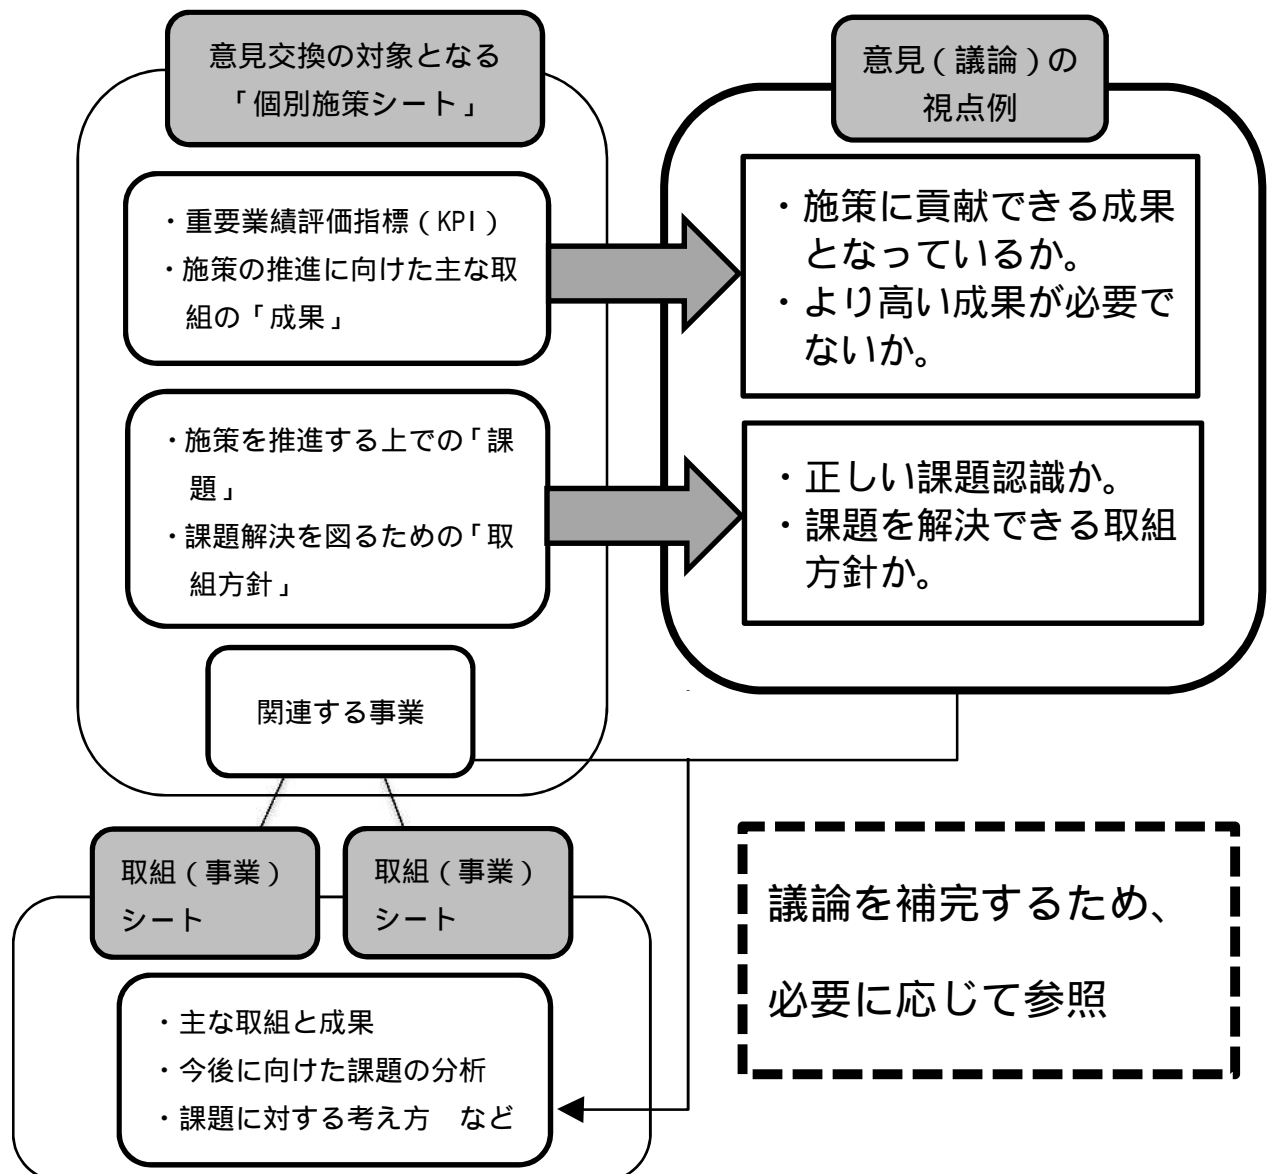 意見交換の対象となる
「個別施策シート」
意見(議論)の
視点例
・重要業績評価指標(KPI)
・施策の推進に向けた主な取
組の「成果」
・施策に貢献できる成果
となっているか。
・より高い成果が必要で
ないか。
・施策を推進する上での「課
題」
・課題解決を図るための「取
組方針」
・正しい課題認識か。
・課題を解決できる取組
方針か。
関連する事業
取組(事業)
シート
取組(事業)
シート
議論を補完するため、
必要に応じて参照
・主な取組と成果
・今後に向けた課題の分析
・課題に対する考え方 など